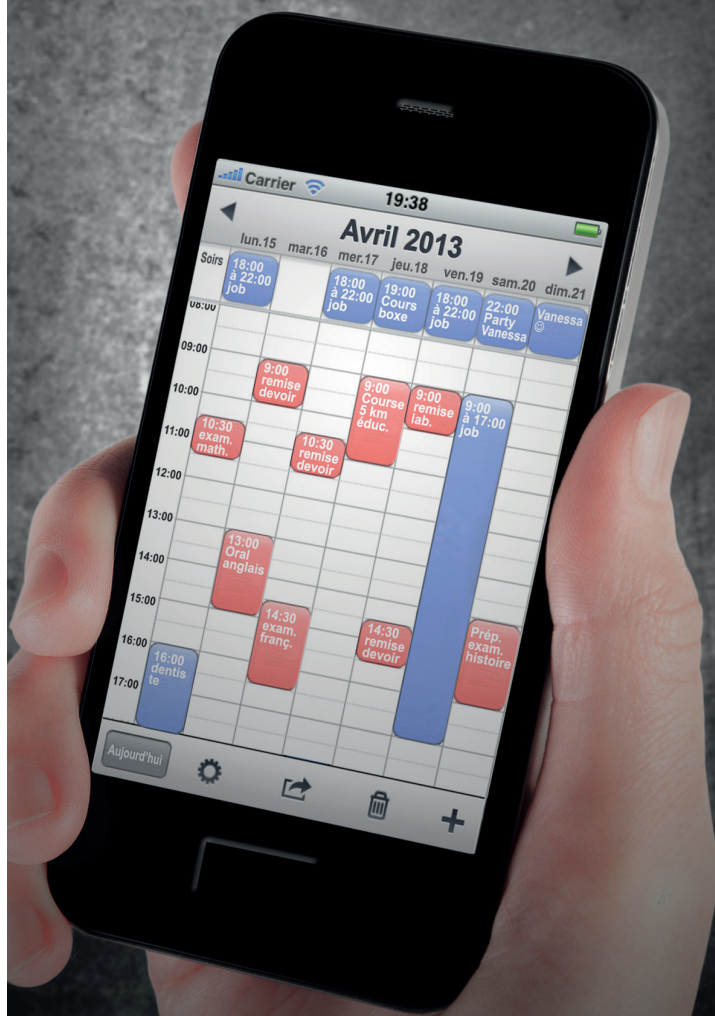 Carrier
19:38
Avril 2013
lun.15 mar.16 mer.17 jeu.18 ven.19 sam.20 dim.21
Soirs
18:00
à 22:00
job
18:00
à 22:00
job
19:00
Cours
boxe
18:00
à 22:00
job
22:00
Party
Vanessa
Vanessa
☺
08:00
09:00
10:00
11:00
12:00
13:00
14:00
15:00
16:00
17:00
10:30
exam.
math.
16:00
dentis
te
9:00
remise
devoir
13:00
Oral
anglais
10:30
remise
devoir
14:30
exam.
franç.
9:00
Course
5 km
éduc.
9:00
remise
lab.
14:30
remise
devoir
9:00
à 17:00
job
Prép.
exam.
histoire
Aujourd'hui